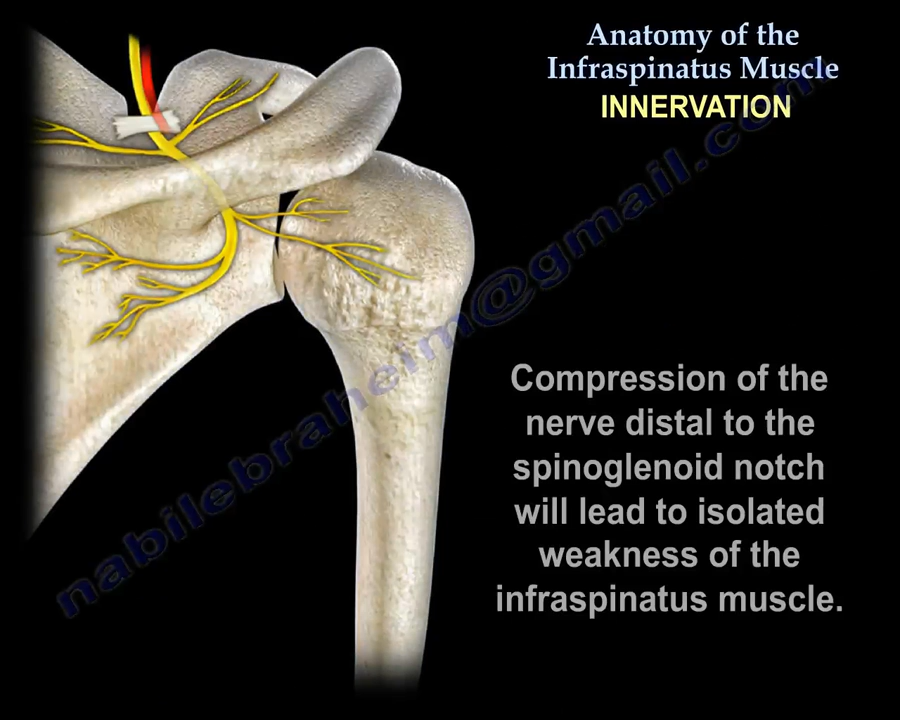 Anatomy of the
Infraspinatus Muscle
INNERVATION
nabilebraheim@gmail.com
Compression of the
nerve distal to the
spinoglenoid notch
will lead to isolated
weakness of the
infraspinatus muscle.